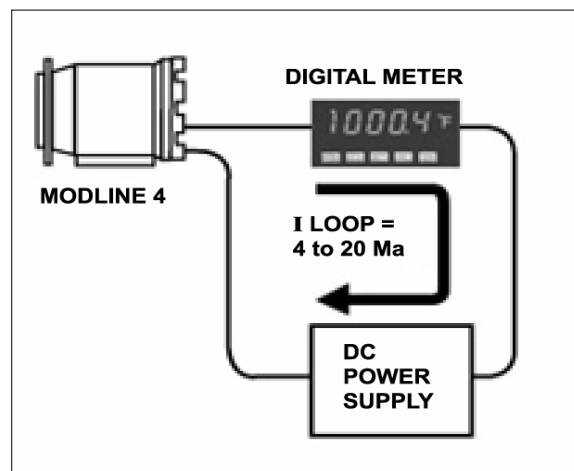 DIGITAL METER
1000.4 °F
MODLINE 4
I LOOP =
4 to 20 Ma
DC
POWER
SUPPLY